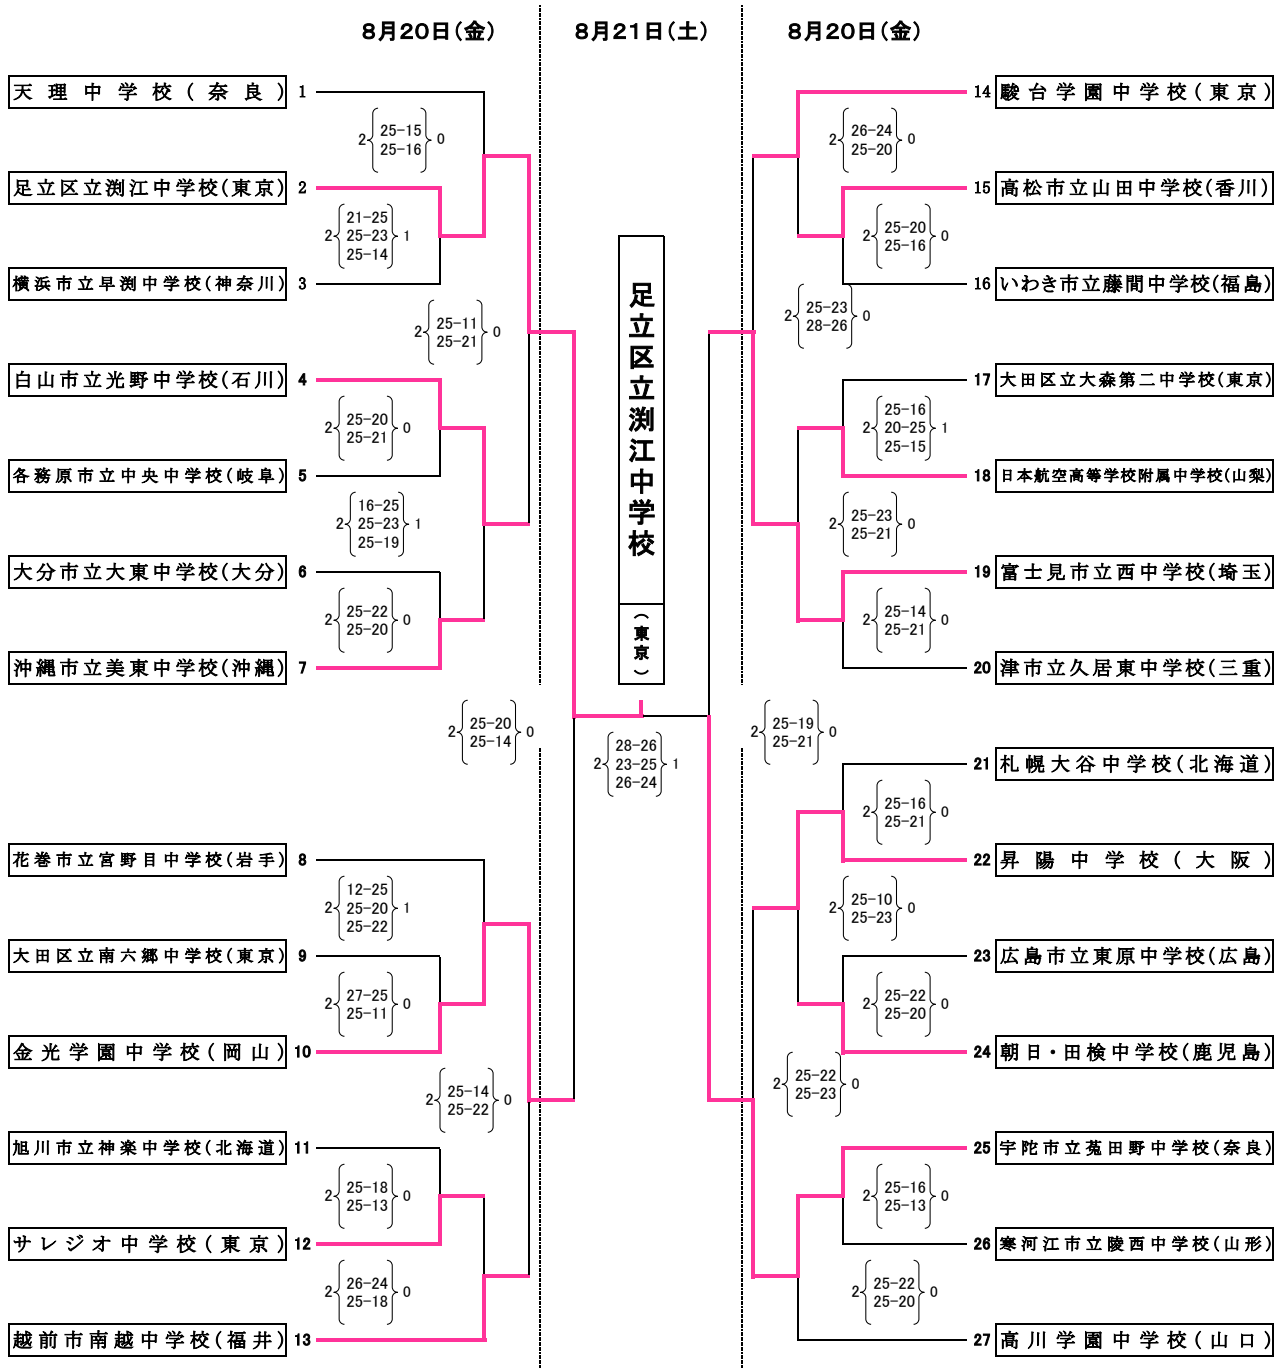 8月20日(金)
8月21日(土)
8月20日(金)
天理中学校(奈良) 1
2 25-15 0
25-16
足立区立渕江中学校(東京) 2
21-25
2 25-23 1
25-14
横浜市立早渕中学校(神奈川) 3
2 25-11 0
25-21
白山市立光野中学校(石川) 4
2 25-20 0
25-21
各務原市立中央中学校(岐阜) 5
16-25
2 25-23 1
25-19
大分市立大東中学校(大分) 6
2 25-22 0
25-20
沖縄市立美東中学校(沖縄) 7
2 25-20 0
25-14
花巻市立宮野目中学校(岩手) 8
12-25
2 25-20 1
25-22
大田区立南六郷中学校(東京) 9
2 27-25 0
25-11
金光学園中学校(岡山) 10
2 25-14 0
25-22
旭川市立神楽中学校(北海道) 11
2 25-18 0
25-13
サレジオ中学校(東京) 12
2 26-24 0
25-18
越前市南越中学校(福井) 13
足立区立渕江中学校
(東京)
28-26
2 23-25 1
26-24
14 駿台学園中学校(東京)
2 26-24 0
25-20
15 高松市立山田中学校(香川)
2 25-20 0
25-16
16 いわき市立藤間中学校(福島)
2 25-23 0
28-26
17 大田区立大森第二中学校(東京)
25-16
2 20-25 1
25-15
18 日本航空高等学校附属中学校(山梨)
2 25-23 0
25-21
19 富士見市立西中学校(埼玉)
2 25-14 0
25-21
20 津市立久居東中学校(三重)
2 25-19 0
25-21
21 札幌大谷中学校(北海道)
2 25-16 0
25-21
22 昇陽中学校(大阪)
2 25-10 0
25-23
23 広島市立東原中学校(広島)
2 25-22 0
25-20
24 朝日・田検中学校(鹿児島)
2 25-22 0
25-23
25 宇陀市立菟田野中学校(奈良)
2 25-16 0
25-13
26 寒河江市立陵西中学校(山形)
2 25-22 0
25-20
27 高川学園中学校(山口)